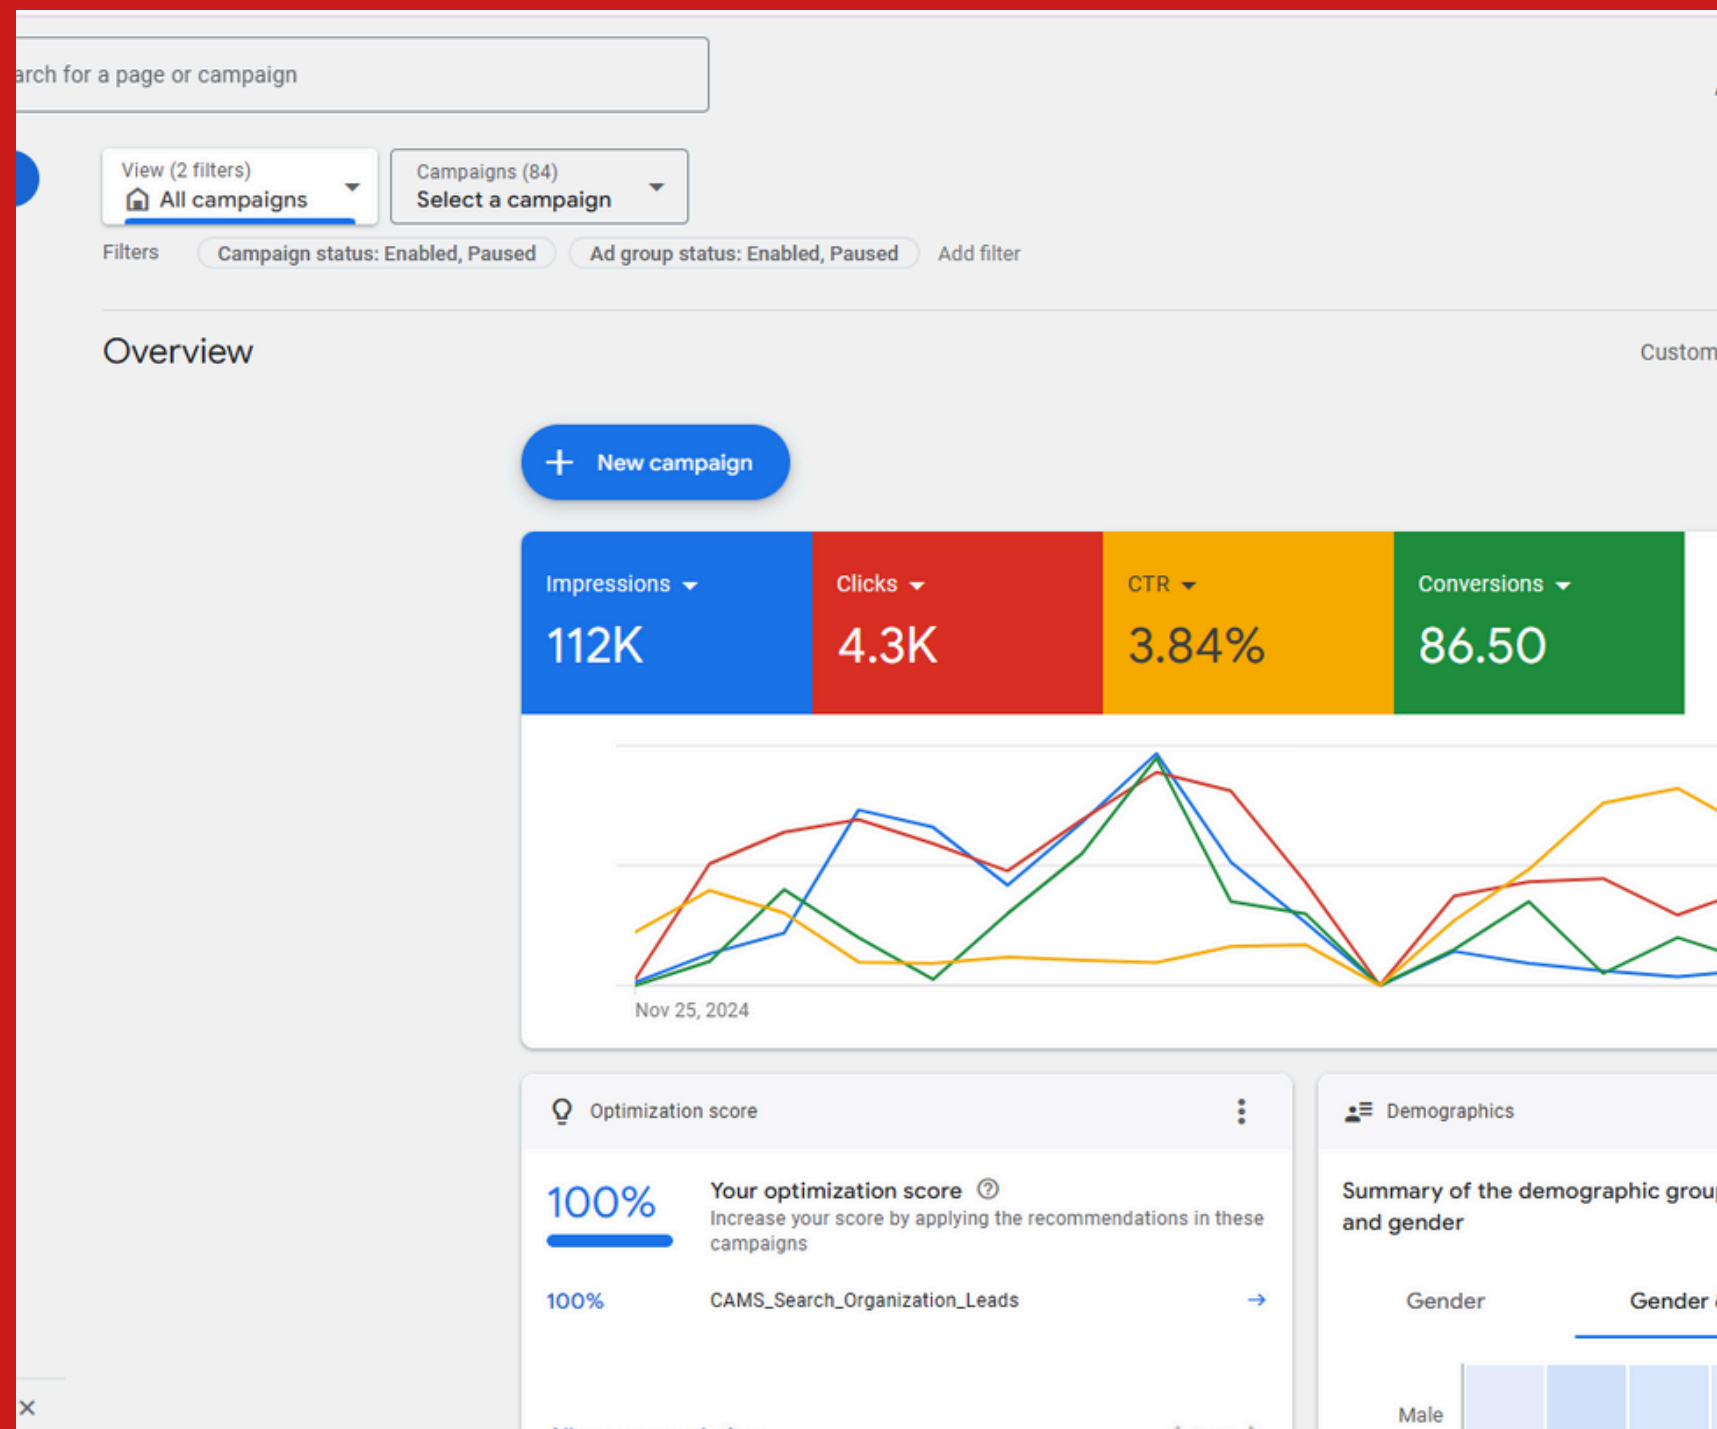 arch for a page or campaign
View (2 filters)
All campaigns
Campaigns (84)
Select a campaign
Filters
Campaign status: Enabled, Paused
Ad group status: Enabled, Paused
Add filter
Overview
Custom
New campaign
Impressions
112K
Clicks
4.3K
CTR
3.84%
Conversions
86.50
Nov 25, 2024
Optimization score
100%
Your optimization score
Increase your score by applying the recommendations in these
campaigns
100%
CAMS_Search_Organization_Leads
Demographics
Summary of the demographic grou
and gender
Gender
Gender
Male